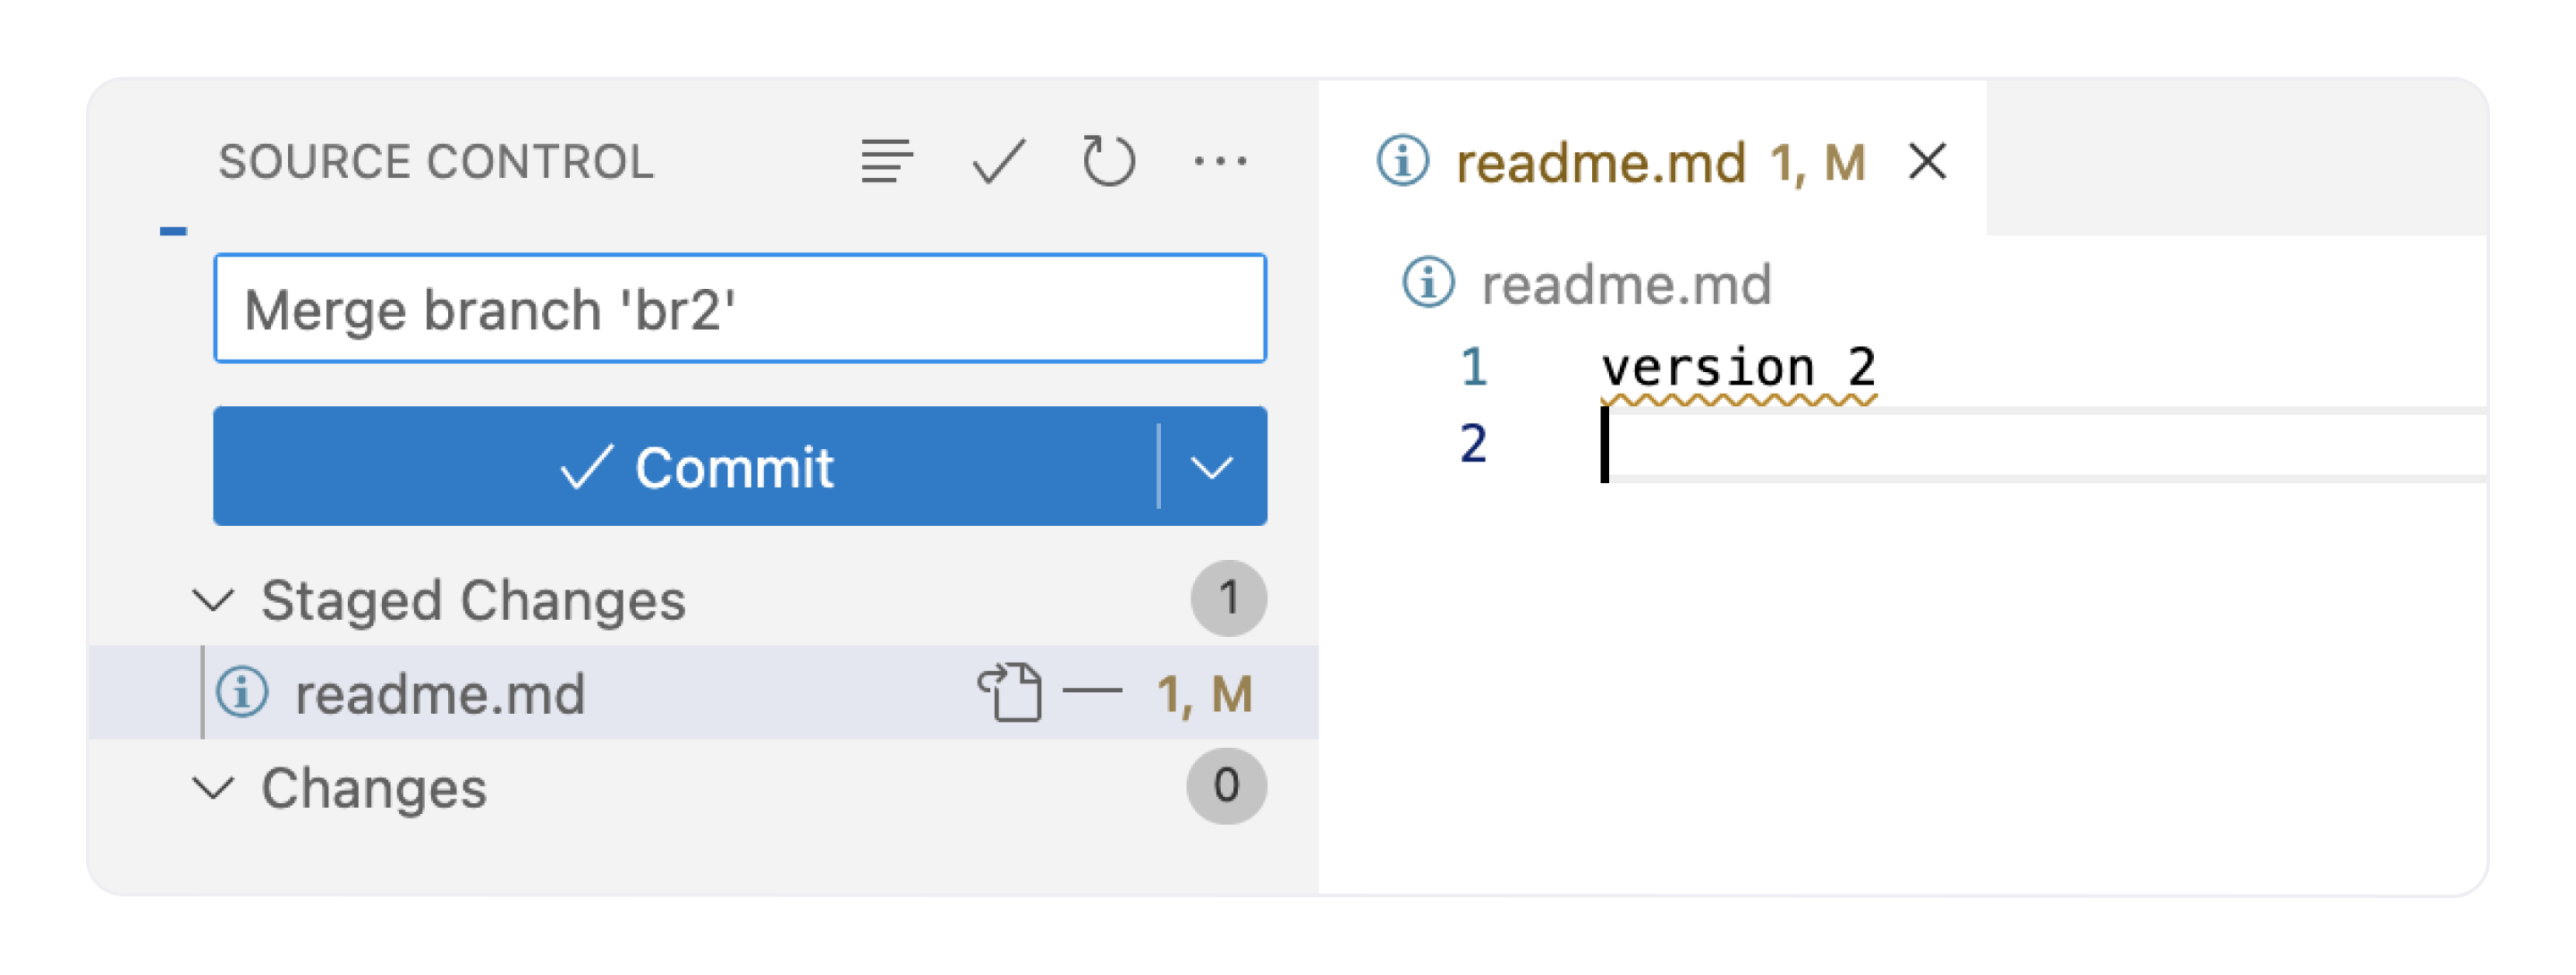 SOURCE CONTROL
Merge branch 'br2'
Commit
Staged Changes 1
readme.md 1, M
Changes 0
readme.md 1, M
readme.md
1 version 2
2